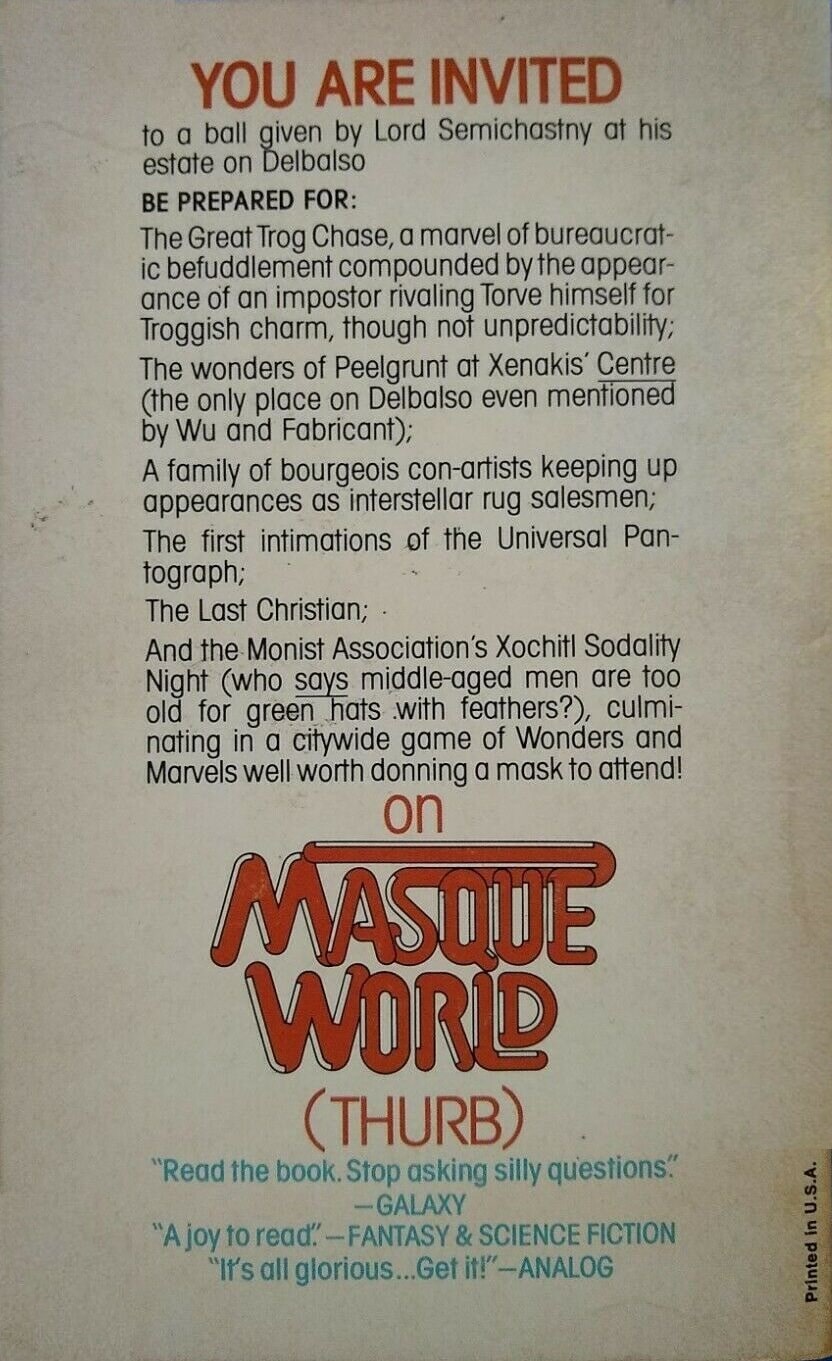 YOU ARE INVITED
to a ball given by Lord Semichastny at his
estate on Delbalso
BE PREPARED FOR:
The Great Trog Chase, a marvel of bureaucrat-
ic befuddlement compounded by the appear-
ance of an impostor rivaling Torve himself for
Troggish charm, though not unpredictability;
The wonders of Peelgrunt at Xenakis' Centre
(the only place on Delbalso even mentioned
by Wu and Fabricant);
A family of bourgeois con-artists keeping up
appearances as interstellar rug salesmen;
The first intimations of the Universal Pan-
tograph;
The Last Christian;
And the Monist Association's Xochitl Sodality
Night (who says middle-aged men are too
old for green hats with feathers?), culmi-
nating in a citywide game of Wonders and
Marvels well worth donning a mask to attend!
on
MASQUE
WORLD
(THURB)
"Read the book. Stop asking silly questions."
—GALAXY
"A joy to read."—FANTASY & SCIENCE FICTION
"It's all glorious...Get it!"—ANALOG
Printed in U.S.A.